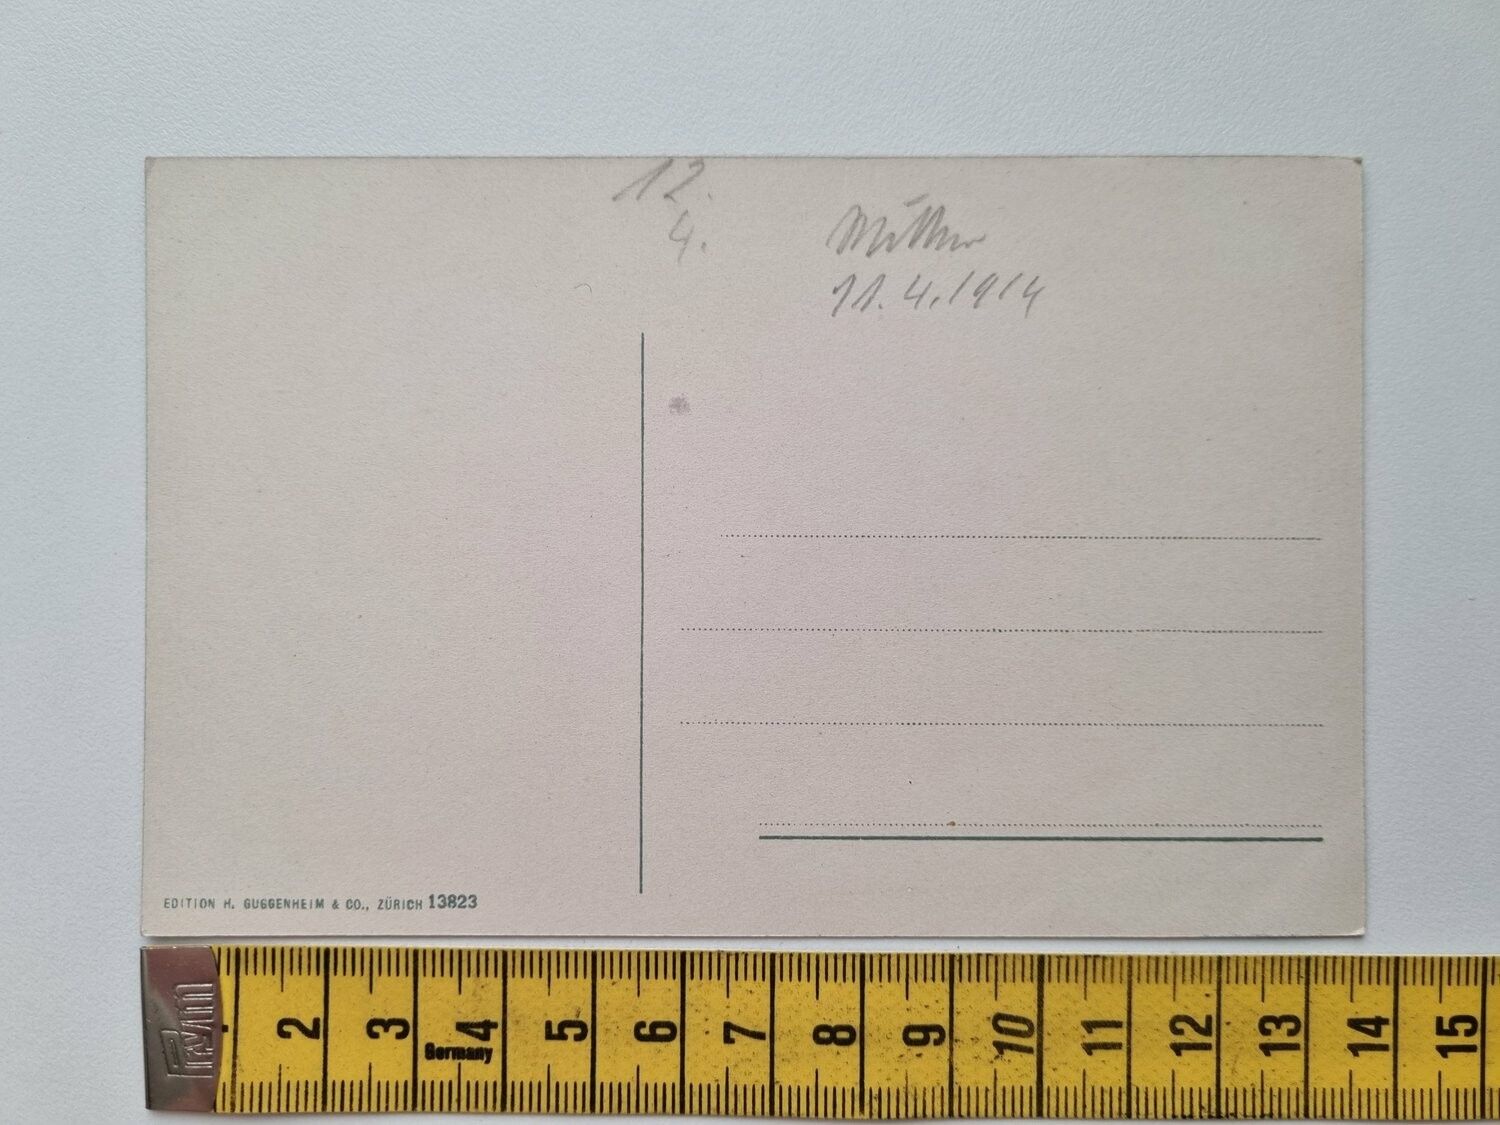 12.
4.
11.4.1914
EDITION H. GUGGENHEIM & CO., ZÜRICH 13823
Prym
2 3 4 5 6 7 8 9 10 11 12 13 14 15
Germany